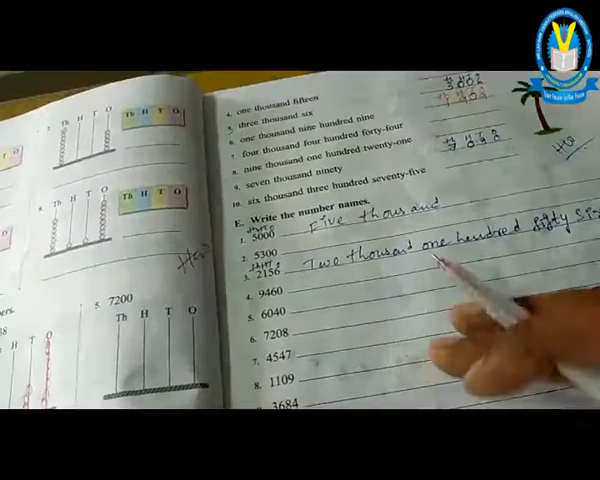 7.
Th H T O
Th H T O
8.
Th H T O
Th H T O
O
Hw
5. 7200
Th H T O
H T O
4. one thousand fifteen
5. three thousand six
6. one thousand nine hundred nine
7. four thousand four hundred forty-four
8. nine thousand one hundred twenty-one
9. seven thousand ninety
10. six thousand three hundred seventy-five
Hw
E. Write the number names.
Th H T O
1. 5000 Five thousand
2. 5300
Th H T O
3. 2156 Two thousand one hundred fifty six
4. 9460
5. 6040
6. 7208
7. 4547
8. 1109
3684